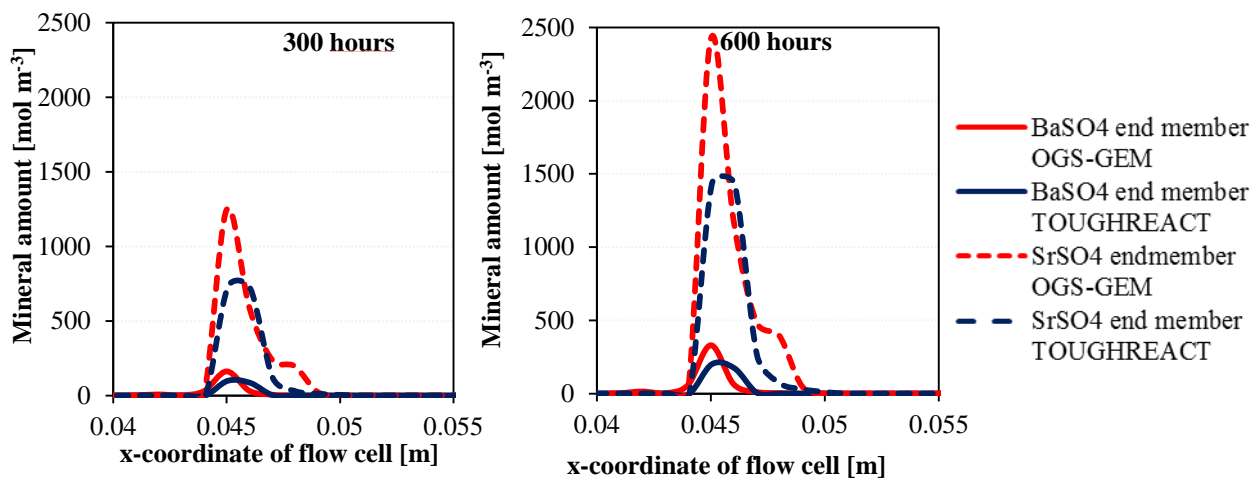 2500
2000
1500
1000
500
0
Mineral amount [mol m-3]
300 hours
0.04
0.045
0.05
0.055
x-coordinate of flow cell [m]
2500
2000
1500
1000
500
0
Mineral amount [mol m-3]
600 hours
0.04
0.045
0.05
0.055
x-coordinate of flow cell [m]
BaSO4 end member
OGS-GEM
BaSO4 end member
TOUGHREACT
SrSO4 endmember
OGS-GEM
SrSO4 end member
TOUGHREACT